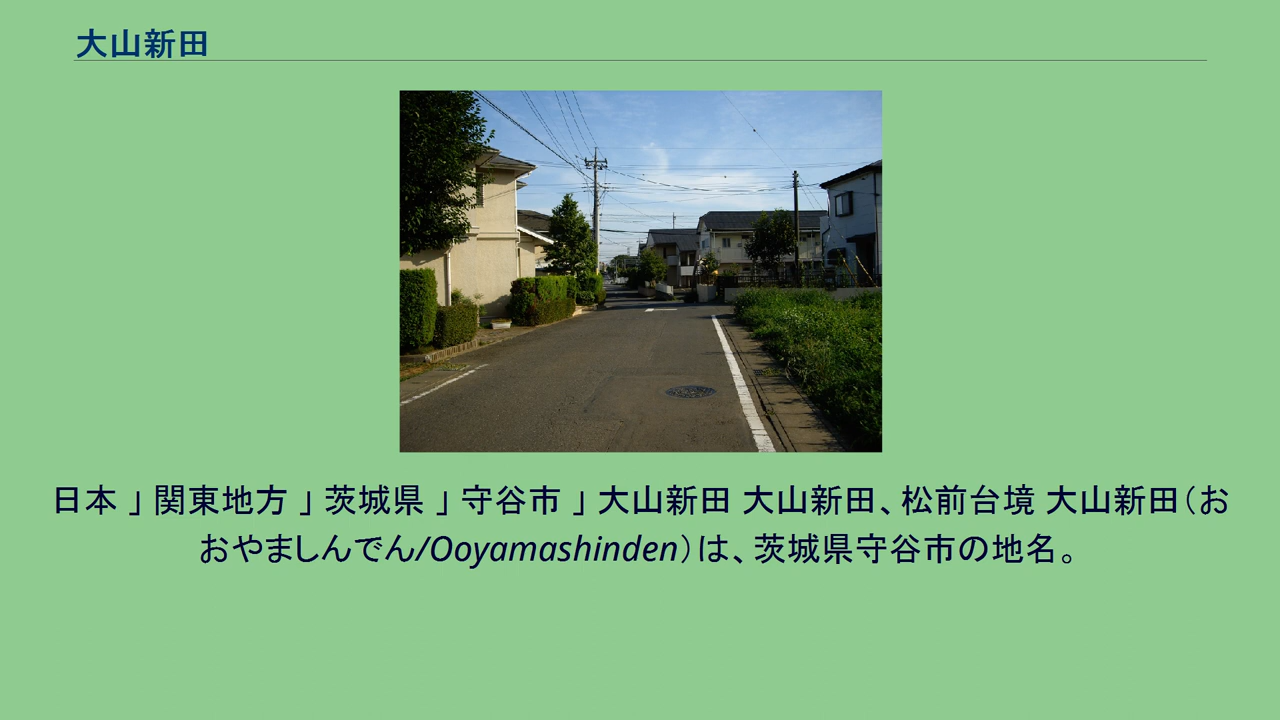 大山新田
日本 」 関東地方 」 茨城県 」 守谷市 」 大山新田 大山新田、松前台境 大山新田（お
おやましんでん/Ooyamashinden）は、茨城県守谷市の地名。